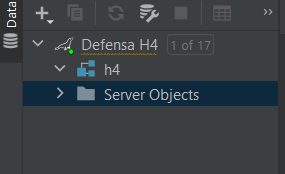 Data
Defensa H4 1 of 17
h4
Server Objects